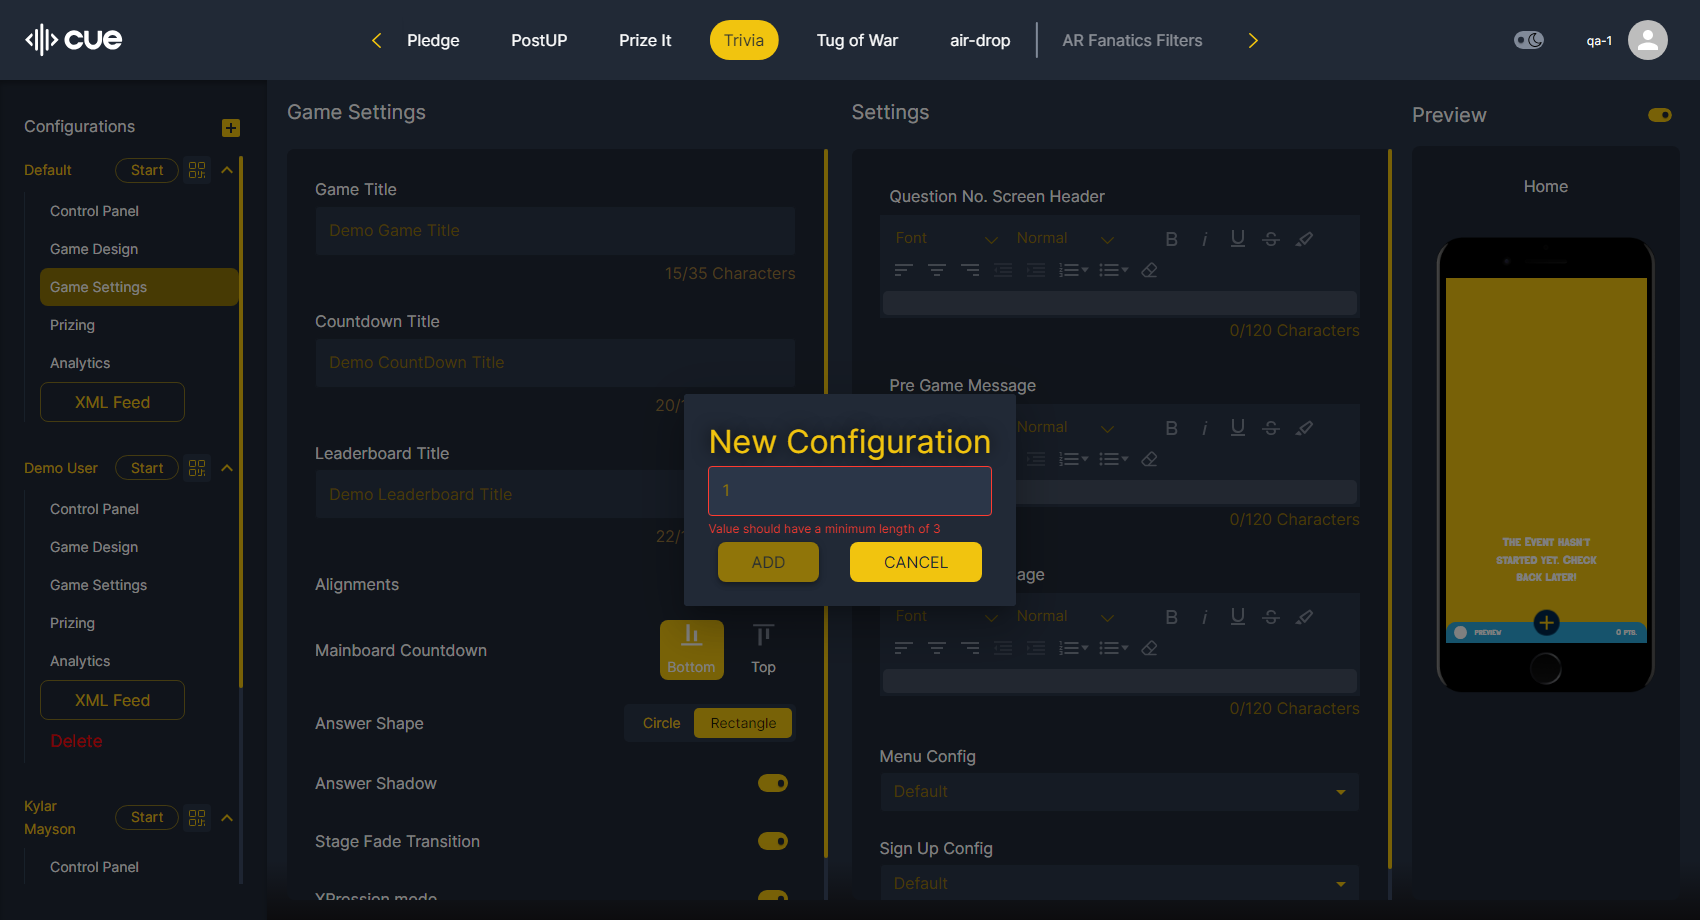 cue
Pledge
PostUP
Prize It
Trivia
Tug of War
air-drop
AR Fanatics Filters
qa-1
Configurations
Default
Start
Control Panel
Game Design
Game Settings
Prizing
Analytics
XML Feed
Demo User
Start
Control Panel
Game Design
Game Settings
Prizing
Analytics
XML Feed
Delete
Kylar
Mayson
Start
Control Panel
Game Settings
Game Title
Demo Game Title
15/35 Characters
Countdown Title
Demo CountDown Title
20/
Leaderboard Title
Demo Leaderboard Title
22/
Alignments
Mainboard Countdown
Bottom
Top
Answer Shape
Circle
Rectangle
Answer Shadow
Stage Fade Transition
XPression mode
New Configuration
1
Value should have a minimum length of 3
ADD
CANCEL
Settings
Question No. Screen Header
Font
Normal
0/120 Characters
Pre Game Message
Normal
0/120 Characters
age
Font
Normal
0/120 Characters
Menu Config
Default
Sign Up Config
Default
Preview
Home
The Event hasn't
started yet. Check
back later!
PREVIEW
0 PTS.